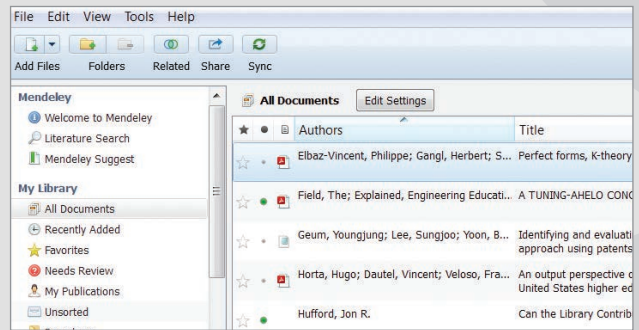 File Edit View Tools Help
Add Files Folders Related Share Sync
Mendeley
Welcome to Mendeley
Literature Search
Mendeley Suggest
My Library
All Documents
Recently Added
Favorites
Needs Review
My Publications
Unsorted
All Documents Edit Settings
Authors Title
Elbaz-Vincent, Philippe; Gangl, Herbert; S... Perfect forms, K-theory
Field, The; Explained, Engineering Educati... A TUNING-AHELO CONC
Geum, Youngjung; Lee, Sungjoo; Yoon, B... Identifying and evaluati
approach using patents
Horta, Hugo; Dautel, Vincent; Veloso, Fra... An output perspective o
United States higher ed
Hufford, Jon R. Can the Library Contrib